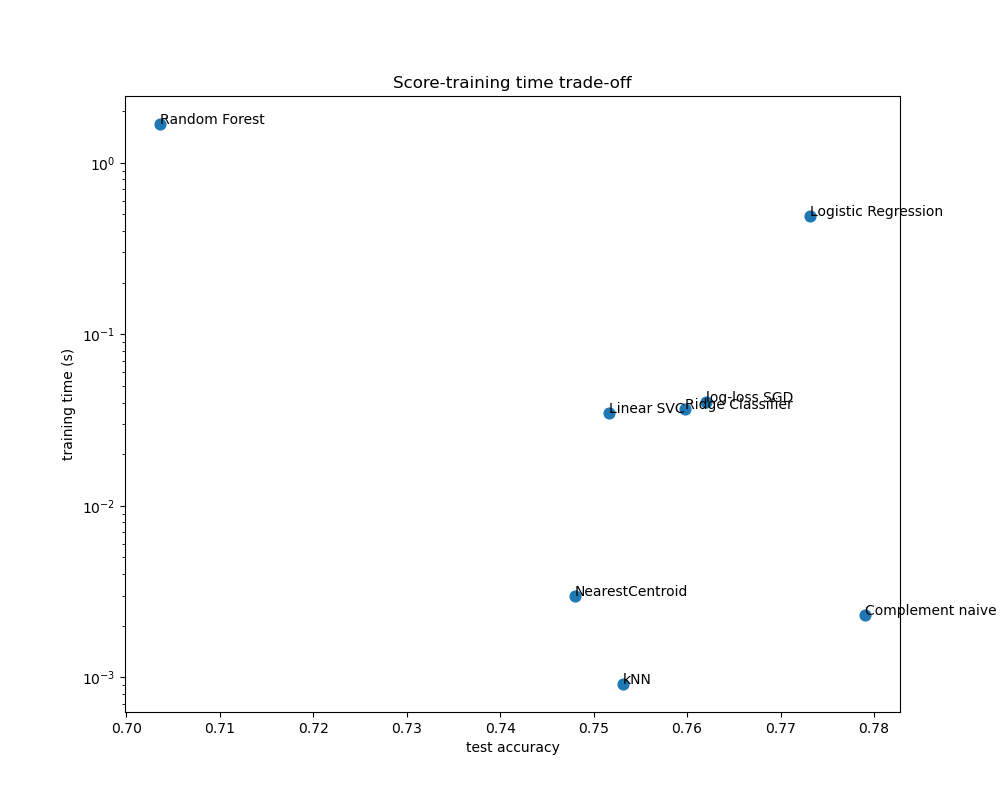 Score-training time trade-off
Random Forest
Logistic Regression
log-loss SGD
Ridge Classifier
Linear SVC
NearestCentroid
Complement naive
kNN
training time (s)
10⁰
10⁻¹
10⁻²
10⁻³
0.70 0.71 0.72 0.73 0.74 0.75 0.76 0.77 0.78
test accuracy